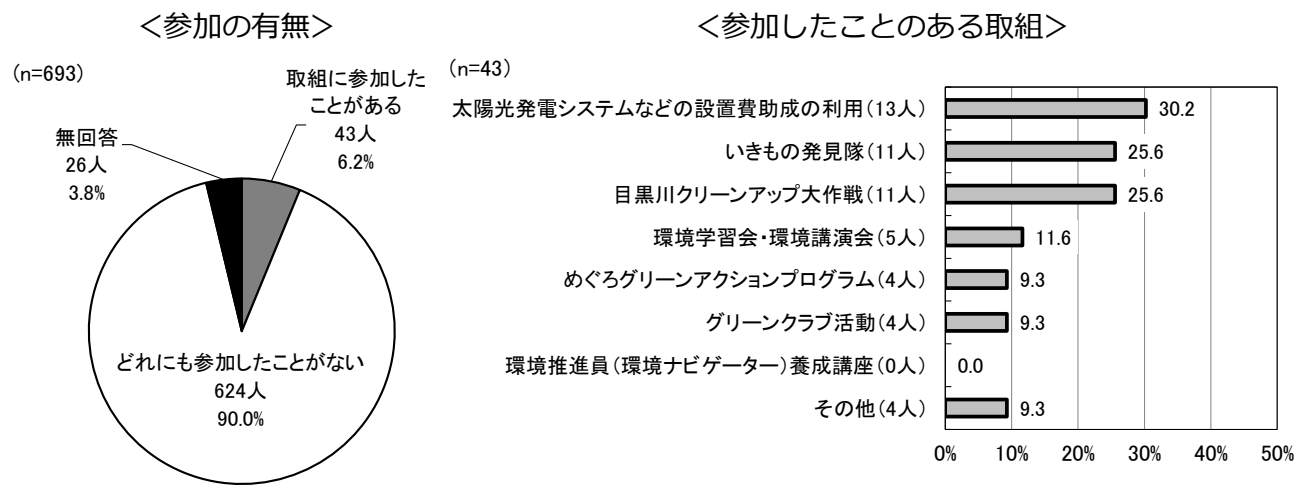 <参加の有無>
(n=693)
取組に参加した
ことがある
43人
6.2%
無回答
26人
3.8%
どれにも参加したことがない
624人
90.0%
<参加したことのある取組>
(n=43)
太陽光発電システムなどの設置費助成の利用(13人) 30.2
いきもの発見隊(11人) 25.6
目黒川クリーンアップ大作戦(11人) 25.6
環境学習会・環境講演会(5人) 11.6
めぐろグリーンアクションプログラム(4人) 9.3
グリーンクラブ活動(4人) 9.3
環境推進員(環境ナビゲーター)養成講座(0人) 0.0
その他(4人) 9.3
0% 10% 20% 30% 40% 50%